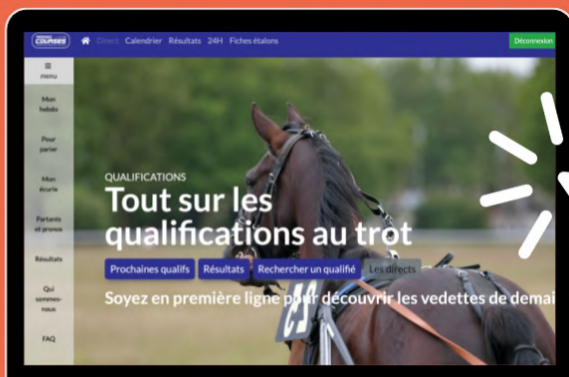 COURSES
Direct Calendrier Résultats 24H Fiches étalons
Déconnexion
menu
Mon
hebdo
Pour
parier
Mon
écurie
Partants
et pronos
Résultats
Qui
sommes-
nous
FAQ
QUALIFICATIONS
Tout sur les
qualifications au trot
Prochaines qualifs Résultats Rechercher un qualifié Les directs
Soyez en première ligne pour découvrir les vedettes de demai